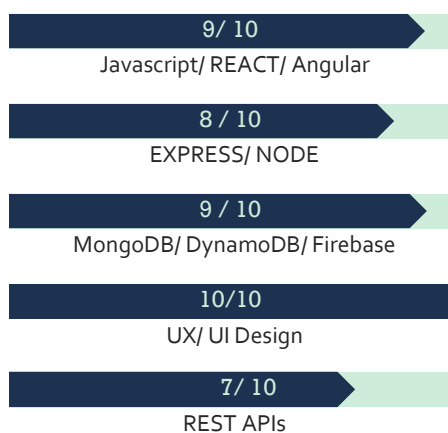 9/ 10
Javascript/ REACT/ Angular
8 / 10
EXPRESS/ NODE
9 / 10
MongoDB/ DynamoDB/ Firebase
10/10
UX/ UI Design
7/ 10
REST APIs